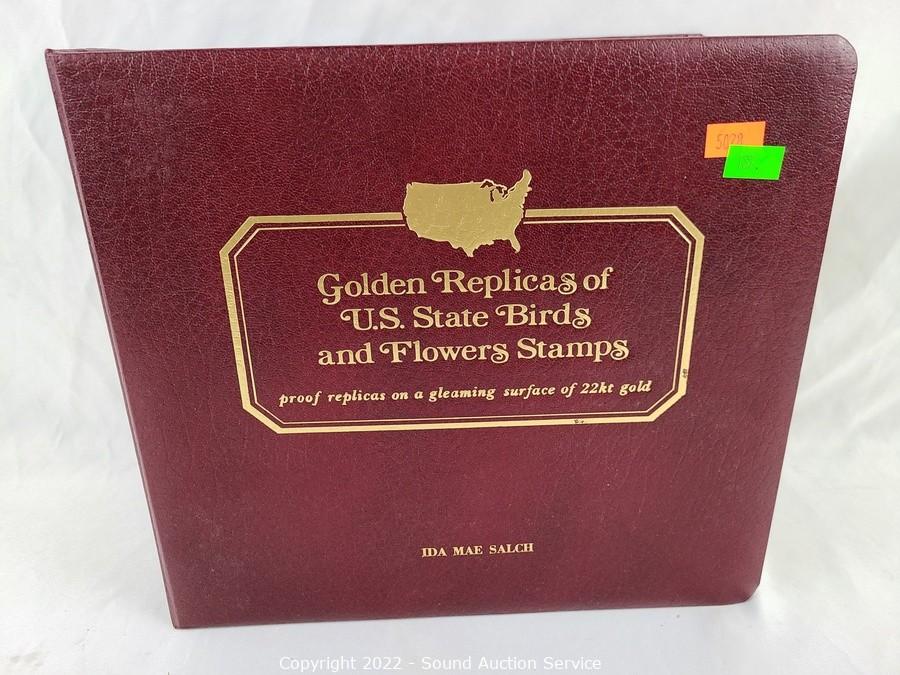 Golden Replicas of
U.S. State Birds
and Flowers Stamps
proof replicas on a gleaming surface of 22kt gold
IDA MAE SALCH
Copyright 2022 - Sound Auction Service